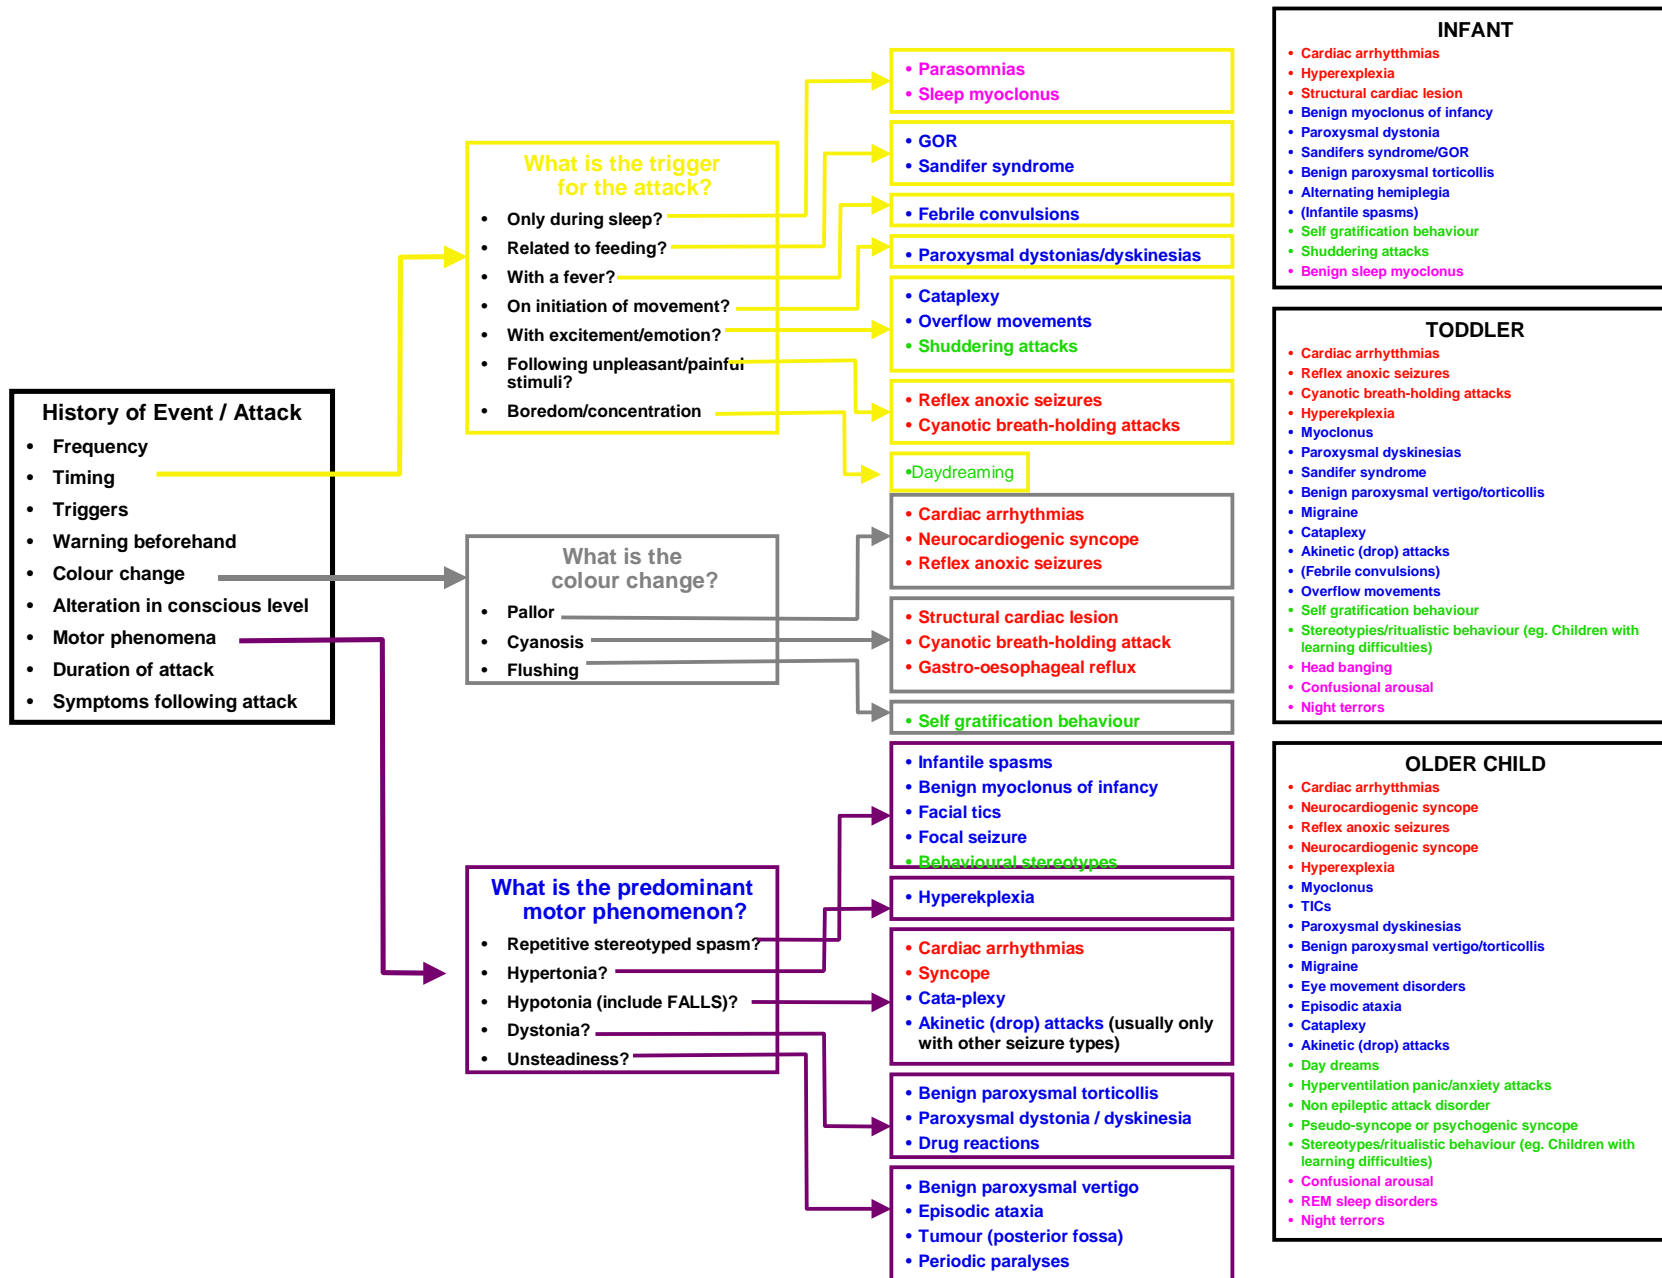 History of Event / Attack
• Frequency
• Timing
• Triggers
• Warning beforehand
• Colour change
• Alteration in conscious level
• Motor phenomena
• Duration of attack
• Symptoms following attack
What is the trigger
for the attack?
• Only during sleep?
• Related to feeding?
• With a fever?
• On initiation of movement?
• With excitement/emotion?
• Following unpleasant/painful
stimuli?
• Boredom/concentration
What is the
colour change?
• Pallor
• Cyanosis
• Flushing
What is the predominant
motor phenomenon?
• Repetitive stereotyped spasm?
• Hypertonia?
• Hypotonia (include FALLS)?
• Dystonia?
• Unsteadiness?
• Parasomnias
• Sleep myoclonus
• GOR
• Sandifer syndrome
• Febrile convulsions
• Paroxysmal dystonias/dyskinesias
• Cataplexy
• Overflow movements
• Shuddering attacks
• Reflex anoxic seizures
• Cyanotic breath-holding attacks
•Daydreaming
• Cardiac arrhythmias
• Neurocardiogenic syncope
• Reflex anoxic seizures
• Structural cardiac lesion
• Cyanotic breath-holding attack
• Gastro-oesophageal reflux
• Self gratification behaviour
• Infantile spasms
• Benign myoclonus of infancy
• Facial tics
• Focal seizure
• Behavioural stereotypes
• Hyperekplexia
• Cardiac arrhythmias
• Syncope
• Cata-plexy
• Akinetic (drop) attacks (usually only
with other seizure types)
• Benign paroxysmal torticollis
• Paroxysmal dystonia / dyskinesia
• Drug reactions
• Benign paroxysmal vertigo
• Episodic ataxia
• Tumour (posterior fossa)
• Periodic paralyses
INFANT
• Cardiac arrhytthmias
• Hyperexplexia
• Structural cardiac lesion
• Benign myoclonus of infancy
• Paroxysmal dystonia
• Sandifers syndrome/GOR
• Benign paroxysmal torticollis
• Alternating hemiplegia
• (Infantile spasms)
• Self gratification behaviour
• Shuddering attacks
• Benign sleep myoclonus
TODDLER
• Cardiac arrhytthmias
• Reflex anoxic seizures
• Cyanotic breath-holding attacks
• Hyperekplexia
• Myoclonus
• Paroxysmal dyskinesias
• Sandifer syndrome
• Benign paroxysmal vertigo/torticollis
• Migraine
• Cataplexy
• Akinetic (drop) attacks
• (Febrile convulsions)
• Overflow movements
• Self gratification behaviour
• Stereotypies/ritualistic behaviour (eg. Children with
learning difficulties)
• Head banging
• Confusional arousal
• Night terrors
OLDER CHILD
• Cardiac arrhytthmias
• Neurocardiogenic syncope
• Reflex anoxic seizures
• Neurocardiogenic syncope
• Hyperexplexia
• Myoclonus
• TICs
• Paroxysmal dyskinesias
• Benign paroxysmal vertigo/torticollis
• Migraine
• Eye movement disorders
• Episodic ataxia
• Cataplexy
• Akinetic (drop) attacks
• Day dreams
• Hyperventilation panic/anxiety attacks
• Non epileptic attack disorder
• Pseudo-syncope or psychogenic syncope
• Stereotypes/ritualistic behaviour (eg. Children with
learning difficulties)
• Confusional arousal
• REM sleep disorders
• Night terrors